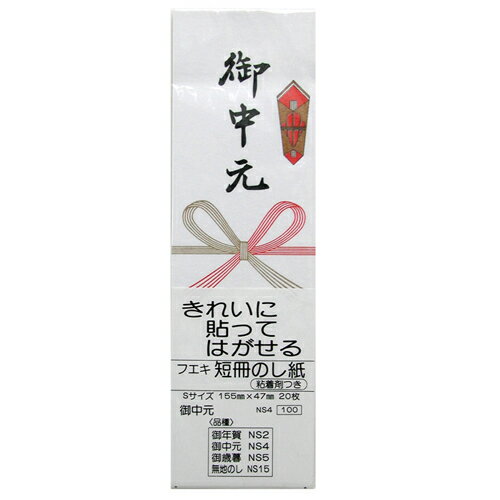 御中元
きれいに
貼って
はがせる
フエキ 短冊のし紙
粘着剤つき
Sサイズ 155mm×47mm 20枚
御中元 NS4 100
〈品種〉
御年賀 NS2
御中元 NS4
御歳暮 NS5
無地のし NS15